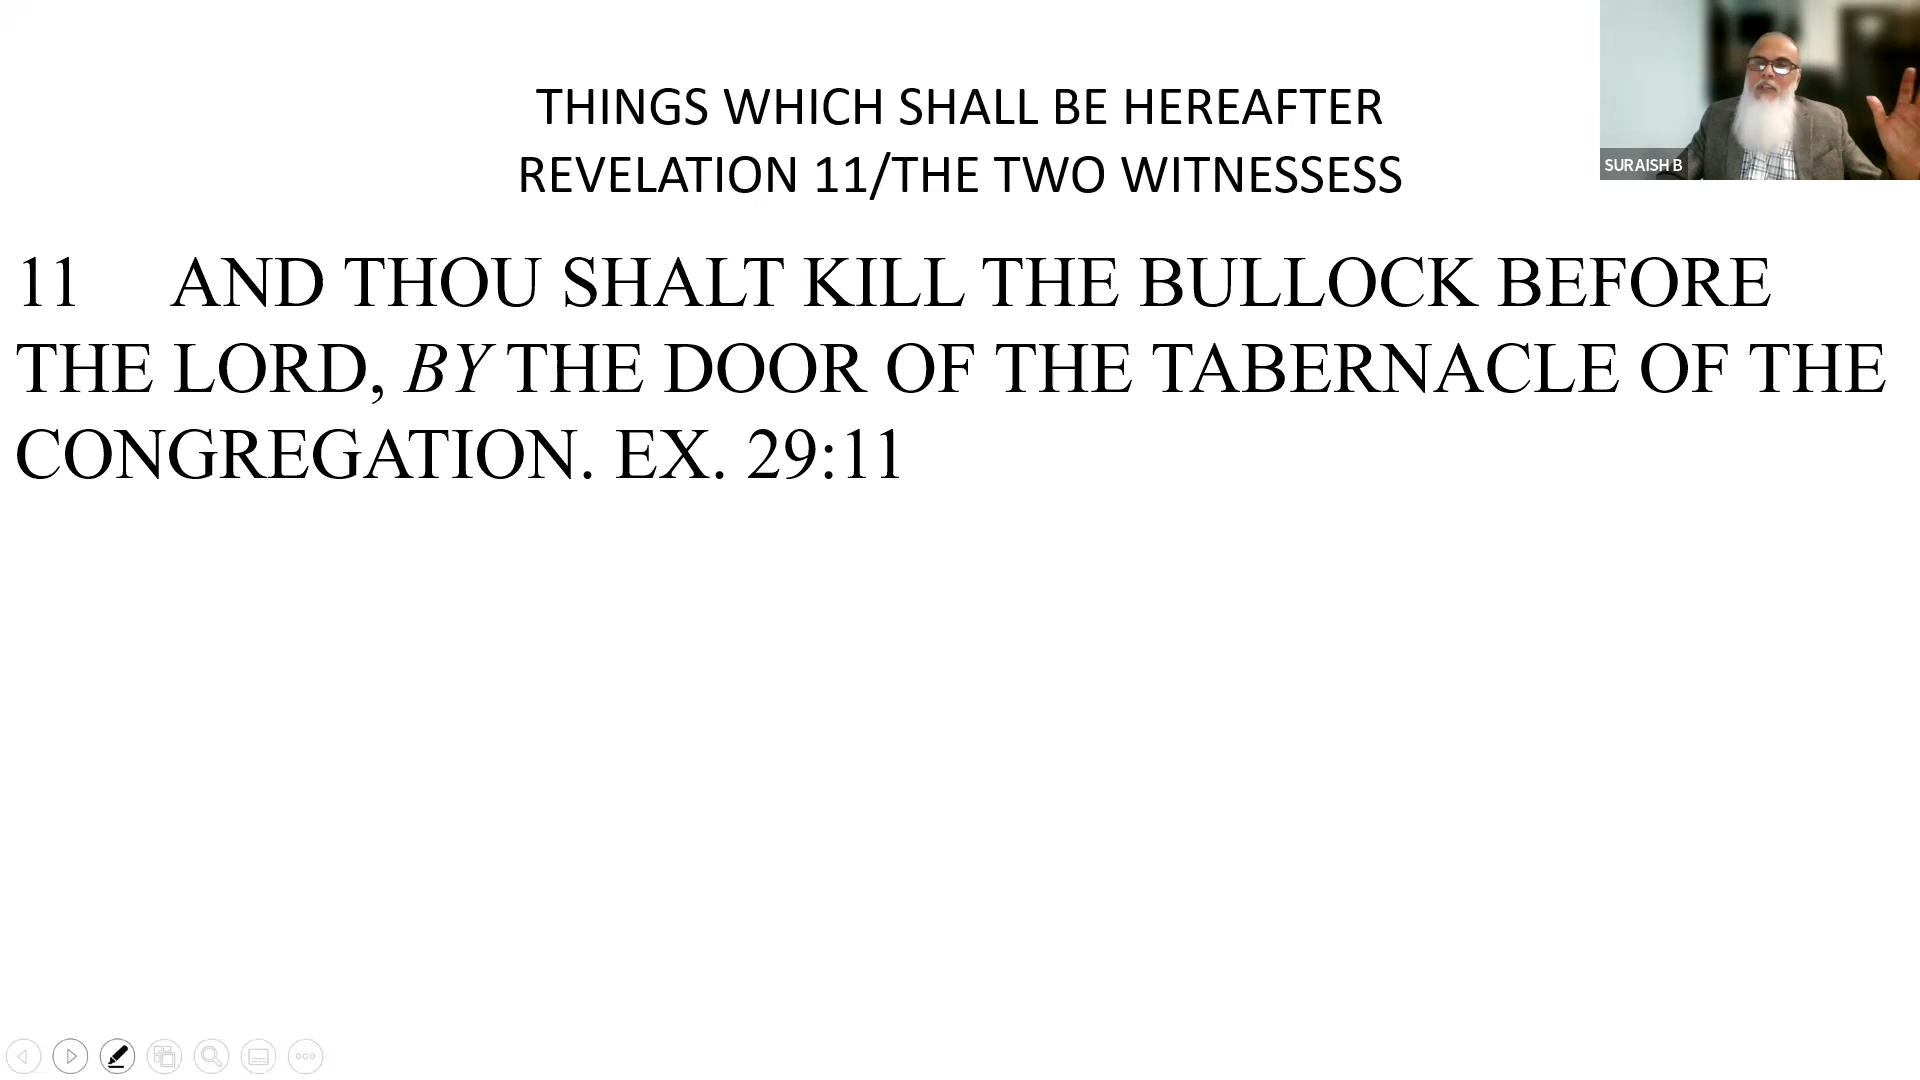 THINGS WHICH SHALL BE HEREAFTER
REVELATION 11/THE TWO WITNESSESS
SURAISH B
11 AND THOU SHALT KILL THE BULLOCK BEFORE
THE LORD, BY THE DOOR OF THE TABERNACLE OF THE
CONGREGATION. EX. 29:11